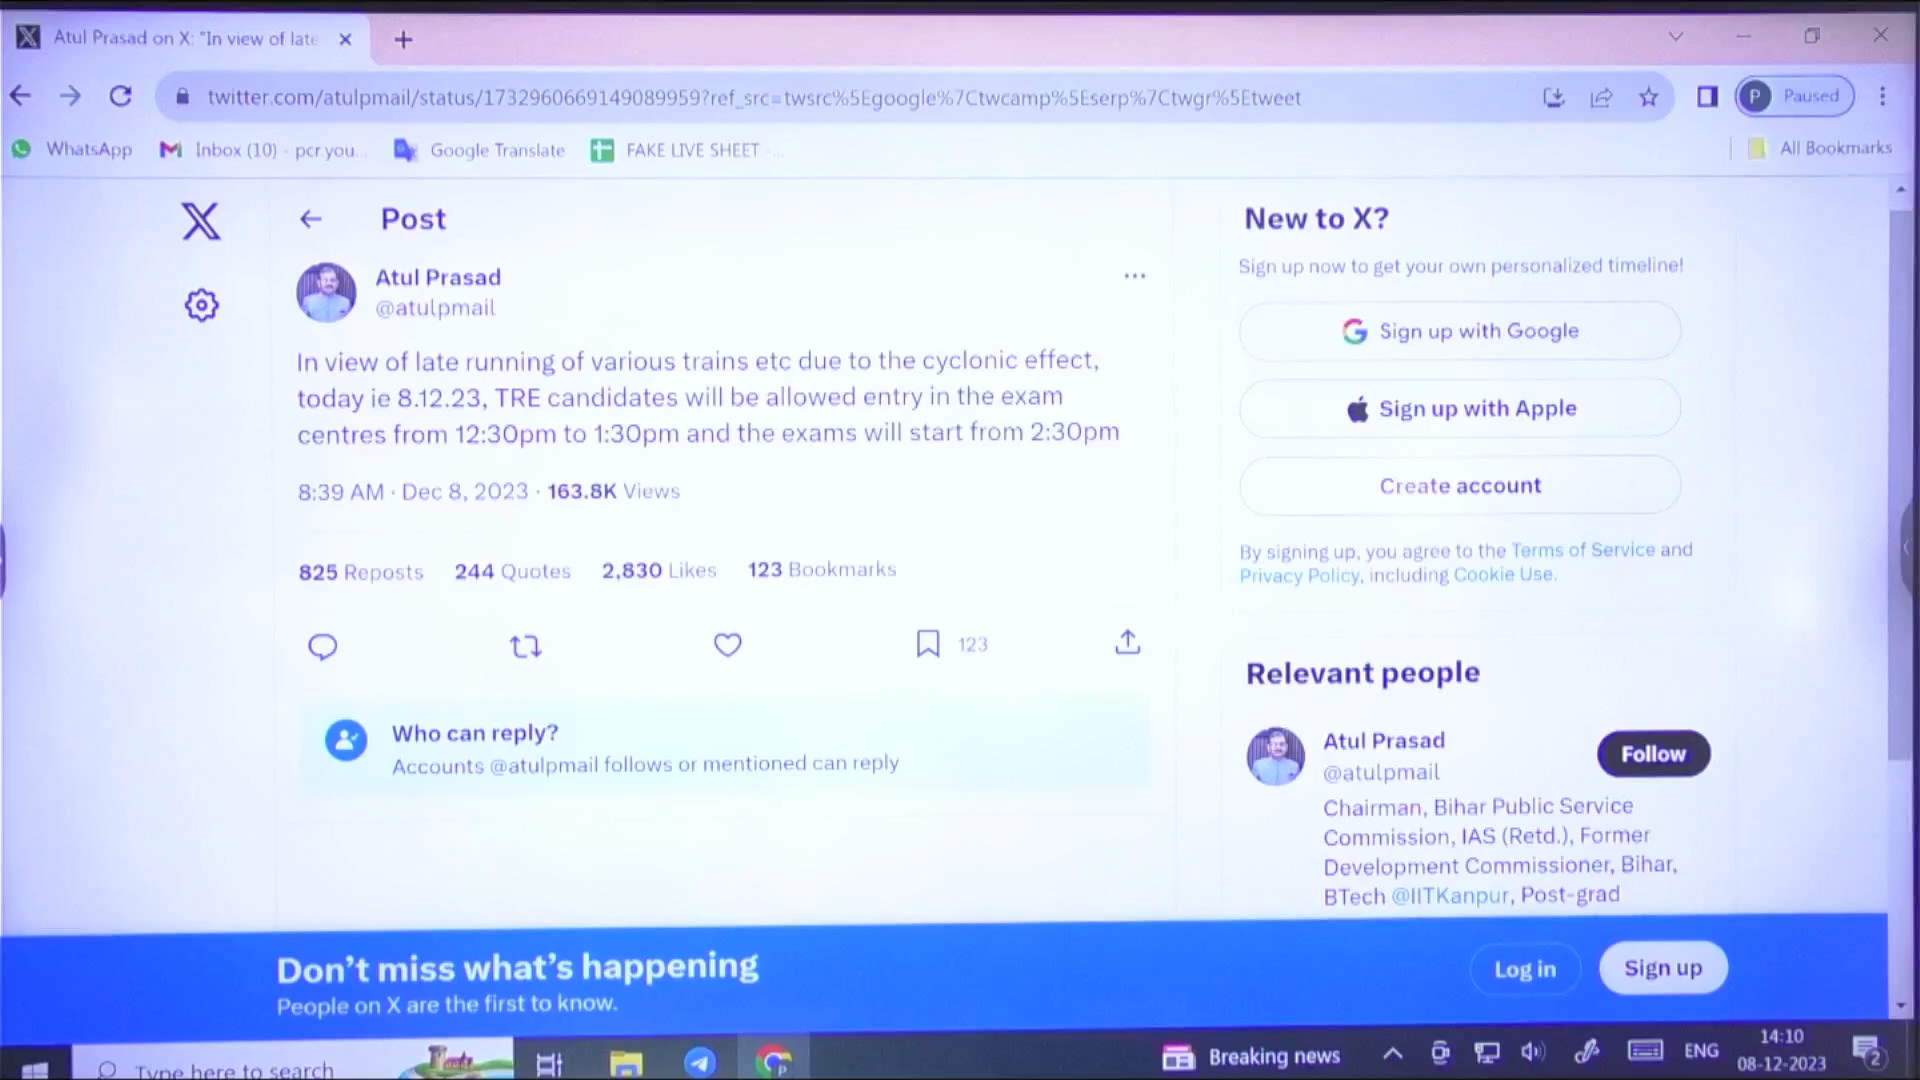 Atul Prasad on X: "In view of late
twitter.com/atulpmail/status/1732960669149089959?ref_src=twsrc%5Egoogle%7Ctwcamp%5Eserp%7Ctwgr%5Etweet
P Paused
WhatsApp
Inbox (10) - pcr.you...
Google Translate
FAKE LIVE SHEET -...
All Bookmarks
Post
Atul Prasad
@atulpmail
In view of late running of various trains etc due to the cyclonic effect,
today ie 8.12.23, TRE candidates will be allowed entry in the exam
centres from 12:30pm to 1:30pm and the exams will start from 2:30pm
8:39 AM · Dec 8, 2023 · 163.8K Views
825 Reposts 244 Quotes 2,830 Likes 123 Bookmarks
123
Who can reply?
Accounts @atulpmail follows or mentioned can reply
New to X?
Sign up now to get your own personalized timeline!
Sign up with Google
Sign up with Apple
Create account
By signing up, you agree to the Terms of Service and
Privacy Policy, including Cookie Use.
Relevant people
Atul Prasad
@atulpmail
Follow
Chairman, Bihar Public Service
Commission, IAS (Retd.), Former
Development Commissioner, Bihar,
BTech @IITKanpur, Post-grad
Don't miss what's happening
People on X are the first to know.
Log in
Sign up
Type here to search
Breaking news
ENG
14:10
08-12-2023
2